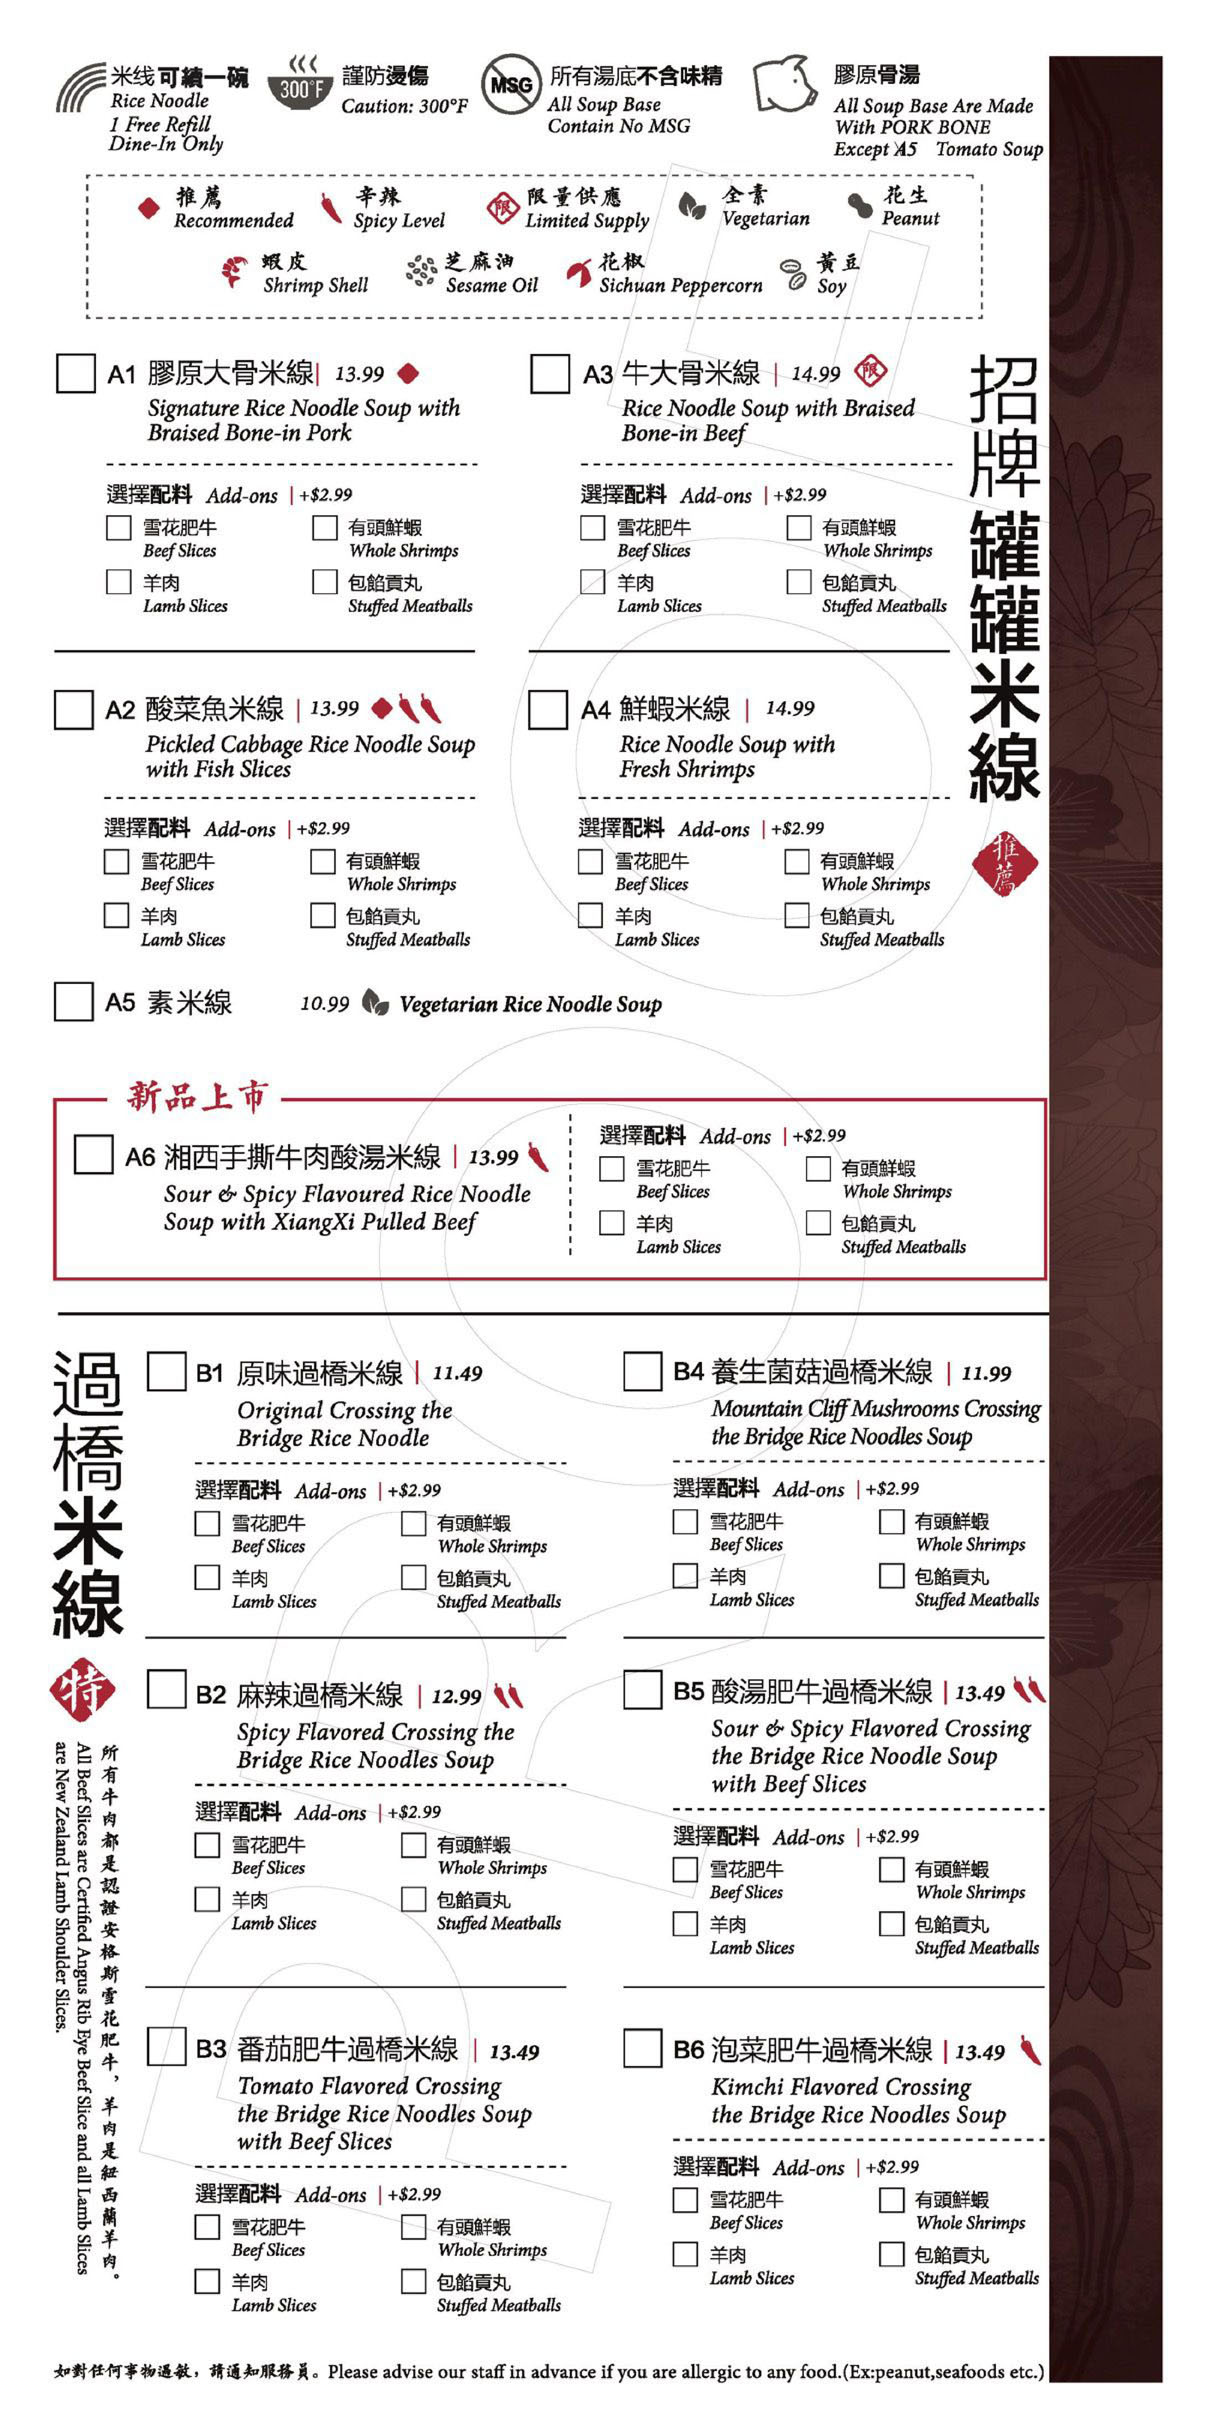 米线可續一碗
Rice Noodle
1 Free Refill
Dine-In Only
300°F
謹防燙傷
Caution: 300°F
MSG
所有湯底不含味精
All Soup Base
Contain No MSG
膠原骨湯
All Soup Base Are Made
With PORK BONE
Except A5 Tomato Soup
推薦
Recommended
辛辣
Spicy Level
限
限量供應
Limited Supply
全素
Vegetarian
花生
Peanut
蝦皮
Shrimp Shell
芝麻油
Sesame Oil
花椒
Sichuan Peppercorn
黃豆
Soy
招牌罐罐米線
推薦
A1 膠原大骨米線| 13.99
Signature Rice Noodle Soup with
Braised Bone-in Pork
選擇配料 Add-ons | +$2.99
雪花肥牛 有頭鮮蝦
Beef Slices Whole Shrimps
羊肉 包餡貢丸
Lamb Slices Stuffed Meatballs
A3 牛大骨米線 | 14.99 限
Rice Noodle Soup with Braised
Bone-in Beef
選擇配料 Add-ons | +$2.99
雪花肥牛 有頭鮮蝦
Beef Slices Whole Shrimps
羊肉 包餡貢丸
Lamb Slices Stuffed Meatballs
A2 酸菜魚米線 | 13.99
Pickled Cabbage Rice Noodle Soup
with Fish Slices
選擇配料 Add-ons | +$2.99
雪花肥牛 有頭鮮蝦
Beef Slices Whole Shrimps
羊肉 包餡貢丸
Lamb Slices Stuffed Meatballs
A4 鮮蝦米線 | 14.99
Rice Noodle Soup with
Fresh Shrimps
選擇配料 Add-ons | +$2.99
雪花肥牛 有頭鮮蝦
Beef Slices Whole Shrimps
羊肉 包餡貢丸
Lamb Slices Stuffed Meatballs
A5 素米線 10.99 Vegetarian Rice Noodle Soup
新品上市
A6 湘西手撕牛肉酸湯米線 | 13.99
Sour & Spicy Flavoured Rice Noodle
Soup with XiangXi Pulled Beef
選擇配料 Add-ons | +$2.99
雪花肥牛 有頭鮮蝦
Beef Slices Whole Shrimps
羊肉 包餡貢丸
Lamb Slices Stuffed Meatballs
過橋米線
特
B1 原味過橋米線 | 11.49
Original Crossing the
Bridge Rice Noodle
選擇配料 Add-ons | +$2.99
雪花肥牛 有頭鮮蝦
Beef Slices Whole Shrimps
羊肉 包餡貢丸
Lamb Slices Stuffed Meatballs
B4 養生菌菇過橋米線 | 11.99
Mountain Cliff Mushrooms Crossing
the Bridge Rice Noodles Soup
選擇配料 Add-ons | +$2.99
雪花肥牛 有頭鮮蝦
Beef Slices Whole Shrimps
羊肉 包餡貢丸
Lamb Slices Stuffed Meatballs
B2 麻辣過橋米線 | 12.99
Spicy Flavored Crossing the
Bridge Rice Noodles Soup
選擇配料 Add-ons | +$2.99
雪花肥牛 有頭鮮蝦
Beef Slices Whole Shrimps
羊肉 包餡貢丸
Lamb Slices Stuffed Meatballs
B5 酸湯肥牛過橋米線 | 13.49
Sour & Spicy Flavored Crossing
the Bridge Rice Noodle Soup
with Beef Slices
選擇配料 Add-ons | +$2.99
雪花肥牛 有頭鮮蝦
Beef Slices Whole Shrimps
羊肉 包餡貢丸
Lamb Slices Stuffed Meatballs
B3 番茄肥牛過橋米線 | 13.49
Tomato Flavored Crossing
the Bridge Rice Noodles Soup
with Beef Slices
選擇配料 Add-ons | +$2.99
雪花肥牛 有頭鮮蝦
Beef Slices Whole Shrimps
羊肉 包餡貢丸
Lamb Slices Stuffed Meatballs
B6 泡菜肥牛過橋米線 | 13.49
Kimchi Flavored Crossing
the Bridge Rice Noodles Soup
選擇配料 Add-ons | +$2.99
雪花肥牛 有頭鮮蝦
Beef Slices Whole Shrimps
羊肉 包餡貢丸
Lamb Slices Stuffed Meatballs
所有牛肉都是認證安格斯雪花肥牛，羊肉是紐西蘭羊肉。
All Beef Slices are Certified Angus Rib Eye Beef Slice and all Lamb Slices
are New Zealand Lamb Shoulder Slices.
如對任何事物過敏，請通知服務員。Please advise our staff in advance if you are allergic to any food.(Ex:peanut,seafoods etc.)